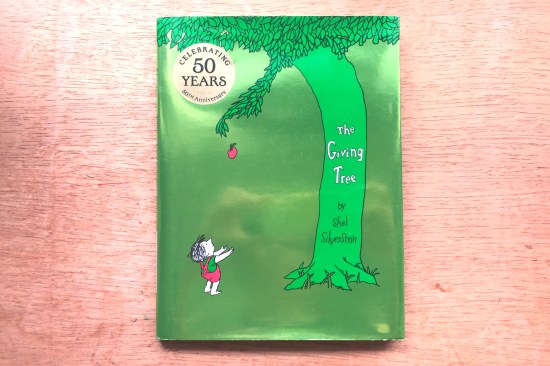 CELEBRATING
50
YEARS
50TH Anniversary
The
Giving
Tree
by
Shel
Silverstein